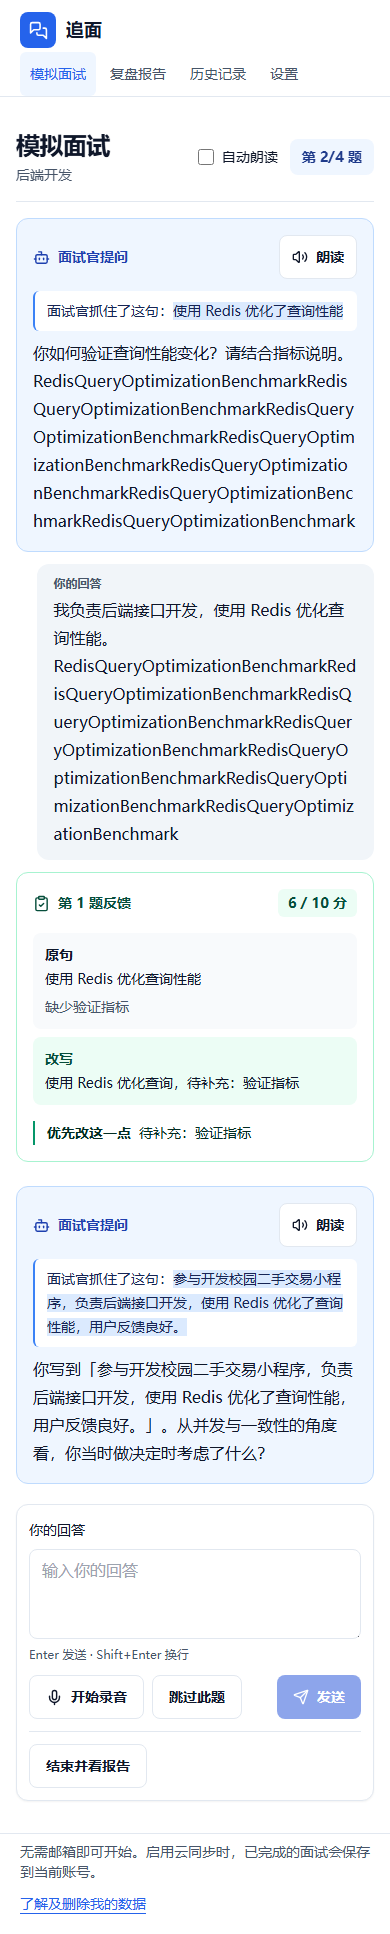 追面
模拟面试 复盘报告 历史记录 设置
模拟面试
后端开发
自动朗读
第 2/4 题
面试官提问
朗读
面试官抓住了这句：使用 Redis 优化了查询性能
你如何验证查询性能变化？请结合指标说明。
RedisQueryOptimizationBenchmarkRedis
QueryOptimizationBenchmarkRedisQuery
OptimizationBenchmarkRedisQueryOptim
izationBenchmarkRedisQueryOptimizatio
nBenchmarkRedisQueryOptimizationBenc
hmarkRedisQueryOptimizationBenchmark
你的回答
我负责后端接口开发，使用 Redis 优化查
询性能。
RedisQueryOptimizationBenchmarkRed
isQueryOptimizationBenchmarkRedisQ
ueryOptimizationBenchmarkRedisQuer
yOptimizationBenchmarkRedisQueryO
ptimizationBenchmarkRedisQueryOpti
mizationBenchmarkRedisQueryOptimiz
ationBenchmark
第 1 题反馈
6 / 10 分
原句
使用 Redis 优化查询性能
缺少验证指标
改写
使用 Redis 优化查询，待补充：验证指标
优先改这一点 待补充：验证指标
面试官提问
朗读
面试官抓住了这句：参与开发校园二手交易小程
序，负责后端接口开发，使用 Redis 优化了查询
性能，用户反馈良好。
你写到「参与开发校园二手交易小程序，负责
后端接口开发，使用 Redis 优化了查询性能，
用户反馈良好。」。从并发与一致性的角度
看，你当时做决定时考虑了什么？
你的回答
输入你的回答
Enter 发送 · Shift+Enter 换行
开始录音
跳过此题
发送
结束并看报告
无需邮箱即可开始。启用云同步时，已完成的面试会保存
到当前账号。
了解及删除我的数据